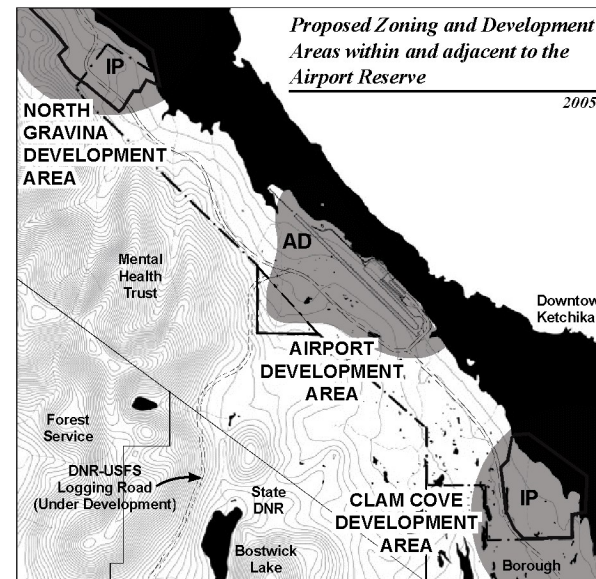 Proposed Zoning and Development
Areas within and adjacent to the
Airport Reserve
2005
IP
NORTH
GRAVINA
DEVELOPMENT
AREA
AD
Mental
Health
Trust
Downtow
Ketchika
AIRPORT
DEVELOPMENT
AREA
Forest
Service
DNR-USFS
Logging Road
(Under Development)
State
DNR
CLAM COVE
DEVELOPMENT
AREA
IP
Bostwick
Lake
Borough